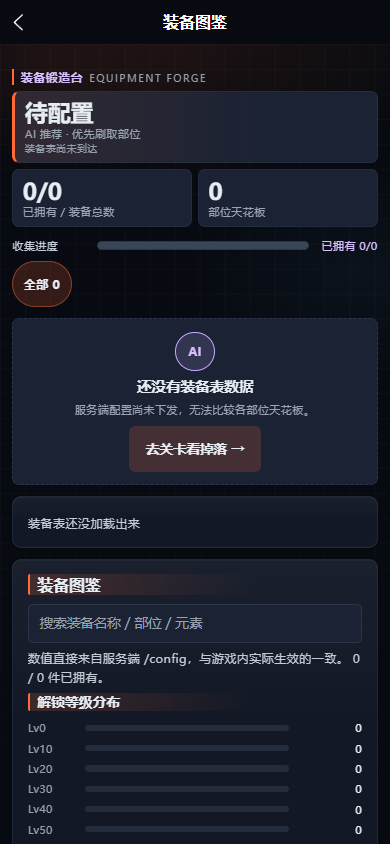 装备图鉴
装备锻造台 EQUIPMENT FORGE
待配置
AI 推荐 · 优先刷取部位
装备表尚未到达
0/0
已拥有 / 装备总数
0
部位天花板
收集进度
已拥有 0/0
全部 0
AI
还没有装备表数据
服务端配置尚未下发，无法比较各部位天花板。
去关卡看掉落 →
装备表还没加载出来
装备图鉴
搜索装备名称 / 部位 / 元素
数值直接来自服务端 /config，与游戏内实际生效的一致。 0
/ 0 件已拥有。
解锁等级分布
Lv0 0
Lv10 0
Lv20 0
Lv30 0
Lv40 0
Lv50 0